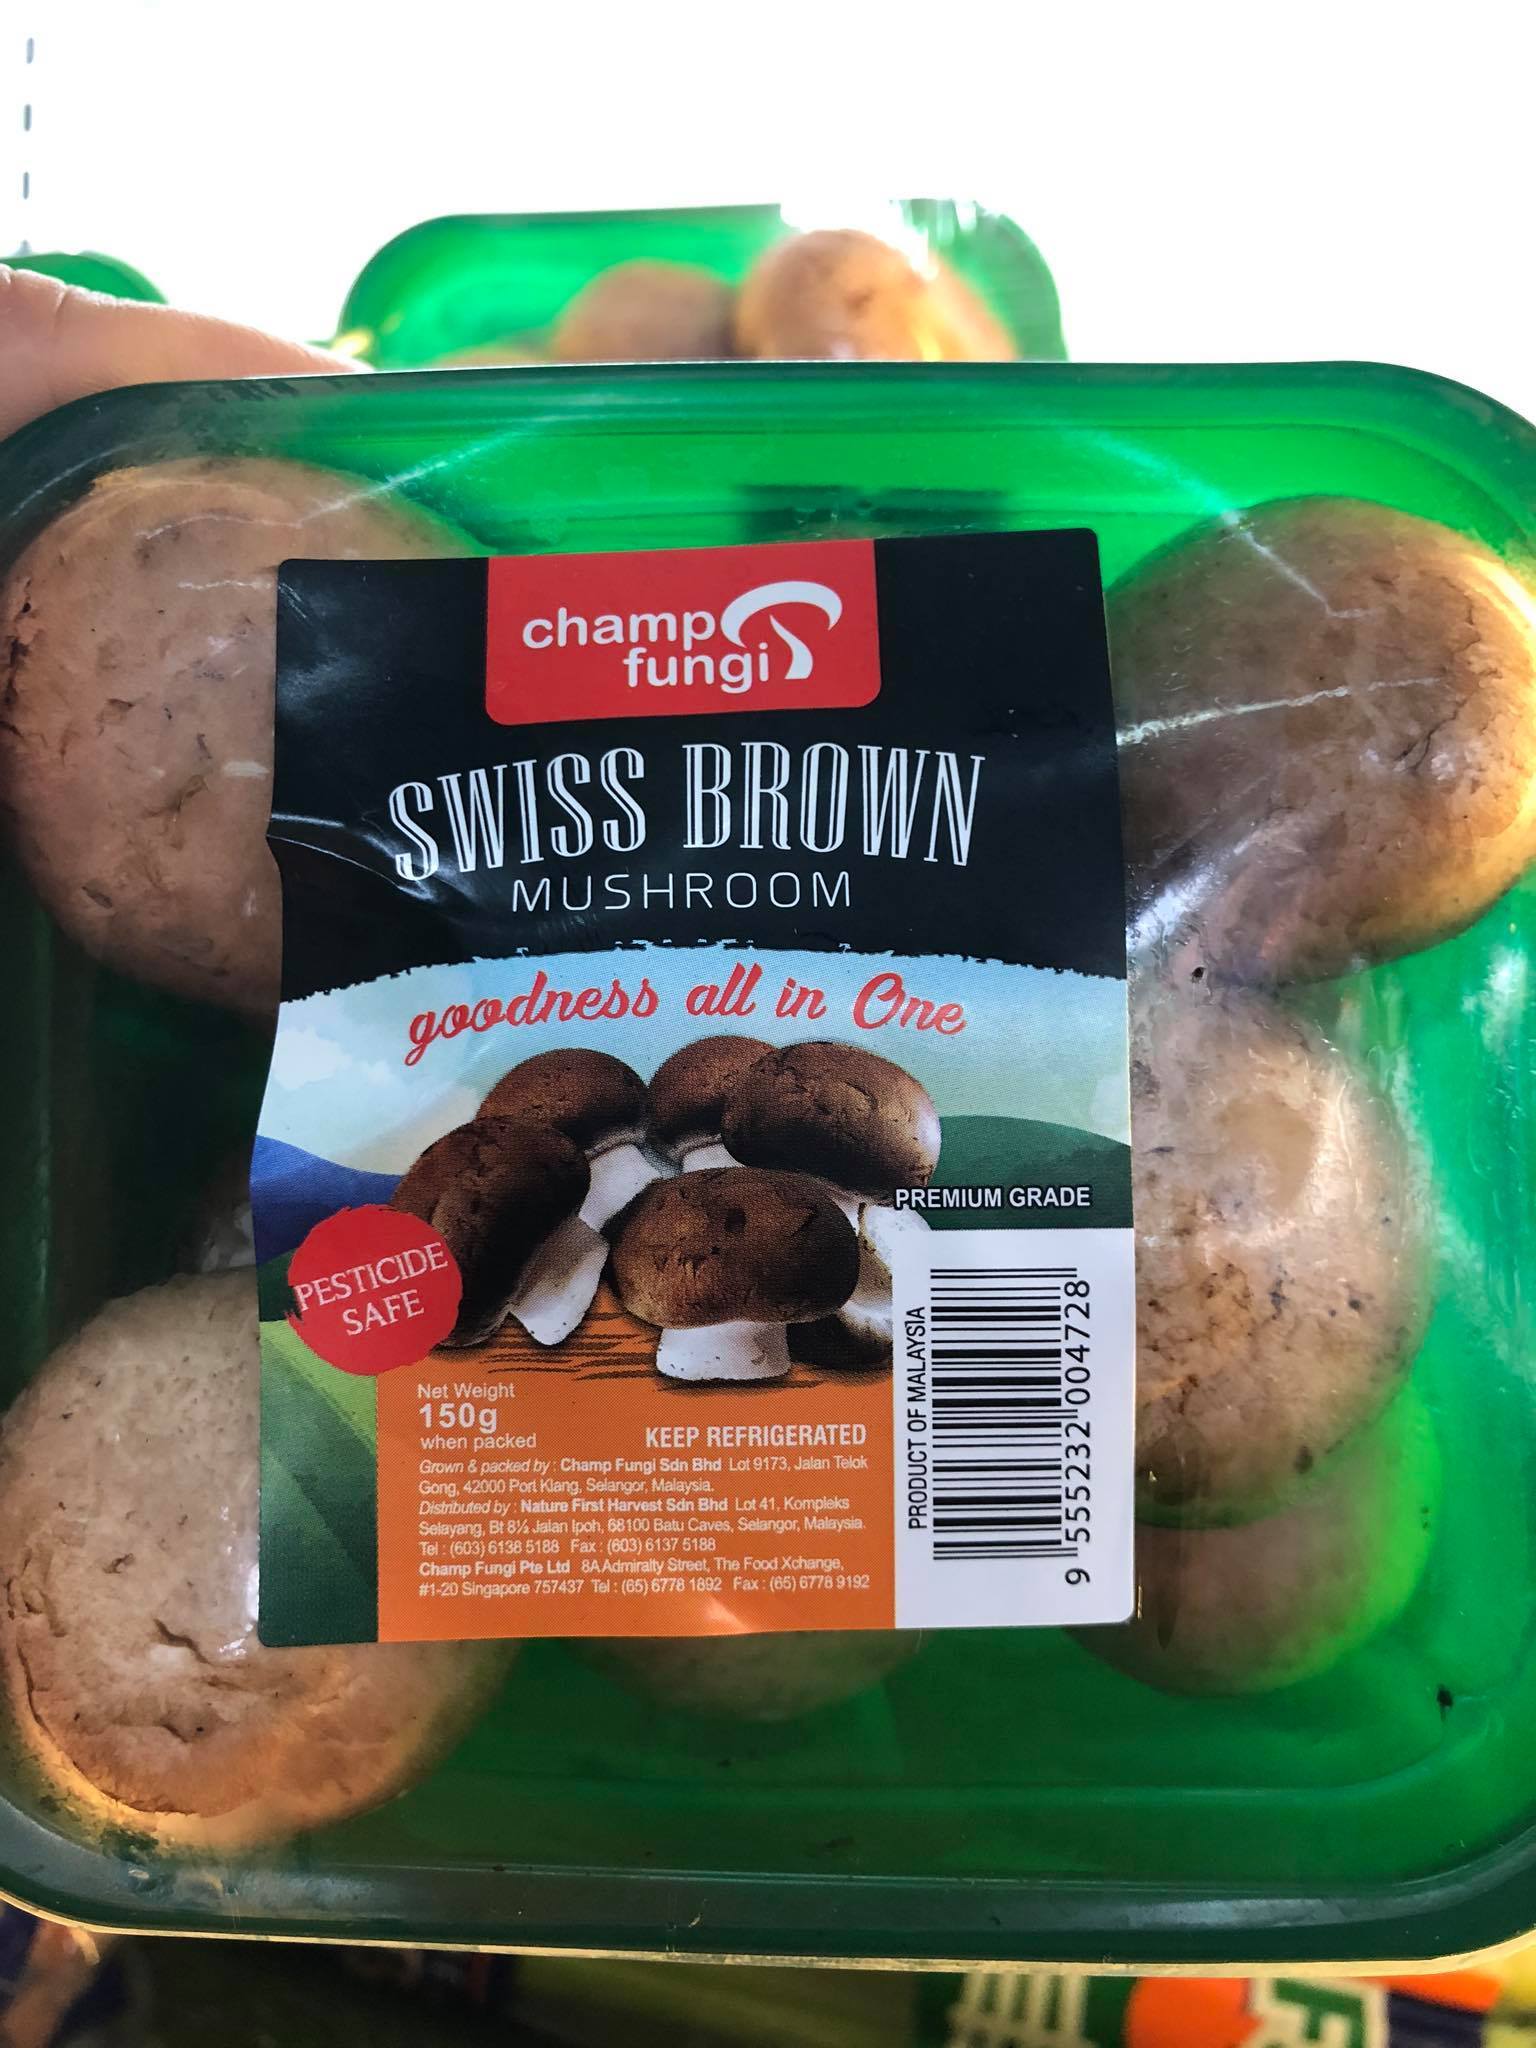 champ
fungi
SWISS BROWN
MUSHROOM
goodness all in One
PREMIUM GRADE
PESTICIDE
SAFE
Net Weight
150g
when packed
KEEP REFRIGERATED
Grown & packed by : Champ Fungi Sdn Bhd Lot 9173, Jalan Telok
Gong, 42000 Port Klang, Selangor, Malaysia.
Distributed by : Nature First Harvest Sdn Bhd Lot 41, Kompleks
Selayang, Bt 8½ Jalan Ipoh, 68100 Batu Caves, Selangor, Malaysia.
Tel : (603) 6138 5188 Fax : (603) 6137 5188
Champ Fungi Pte Ltd 8A Admiralty Street, The Food Xchange,
#1-20 Singapore 757437 Tel : (65) 6778 1892 Fax : (65) 6778 9192
PRODUCT OF MALAYSIA
9 555232 004728